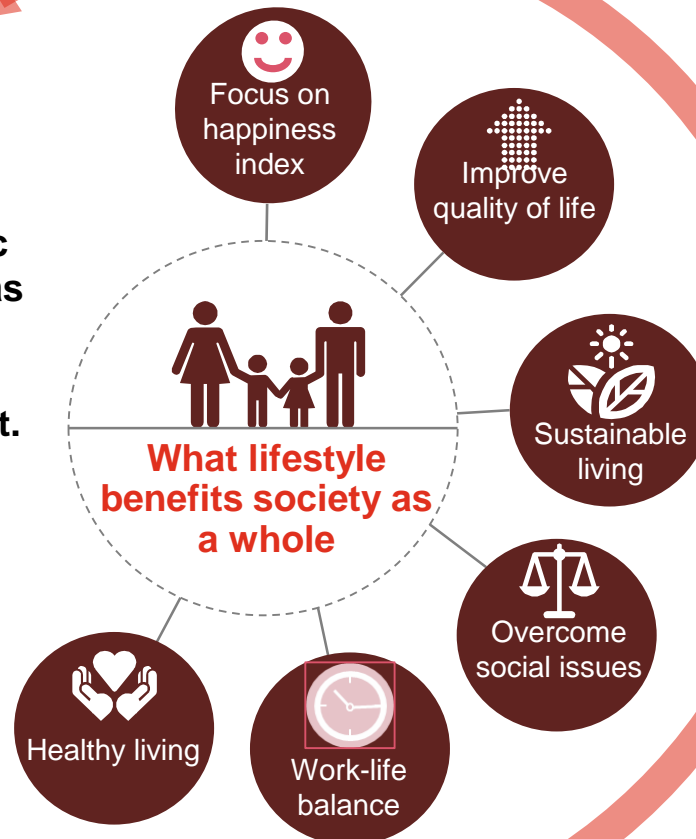 Focus on
happiness
index
Improve
quality of life
Sustainable
living
What lifestyle
benefits society as
a whole
Overcome
social issues
Work-life
balance
Healthy living